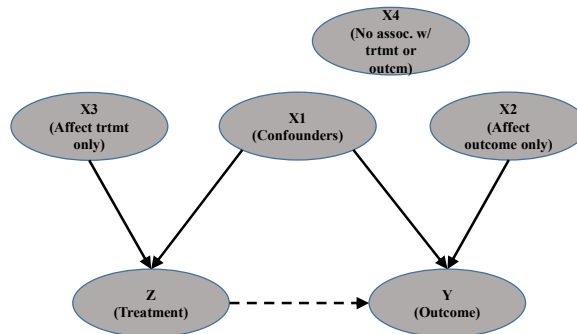 X4
(No assoc. w/
trtmt or
outcm)
X3
(Affect trtmt
only)
X1
(Confounders)
X2
(Affect
outcome only)
Z
(Treatment)
Y
(Outcome)